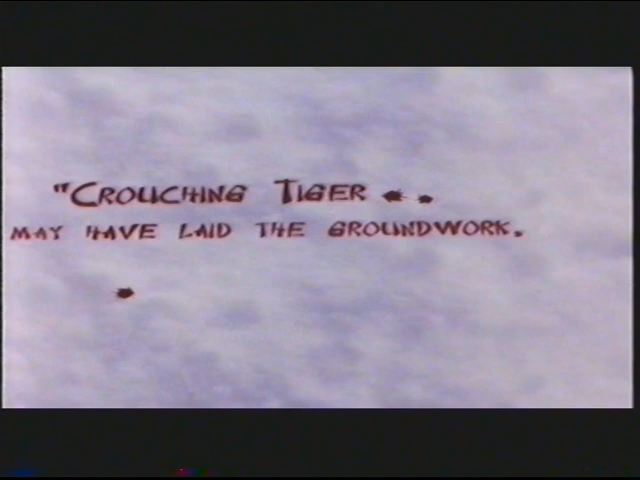 "CROUCHING TIGER . .
MAY HAVE LAID THE GROUNDWORK.
.